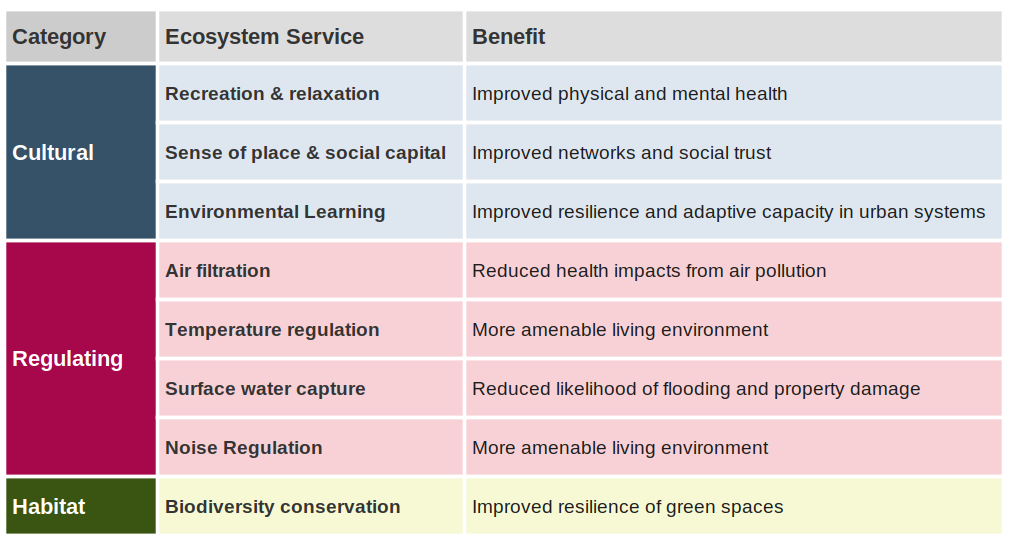 Category Ecosystem Service Benefit
Cultural
Recreation & relaxation Improved physical and mental health
Sense of place & social capital Improved networks and social trust
Environmental Learning Improved resilience and adaptive capacity in urban systems
Regulating
Air filtration Reduced health impacts from air pollution
Temperature regulation More amenable living environment
Surface water capture Reduced likelihood of flooding and property damage
Noise Regulation More amenable living environment
Habitat Biodiversity conservation Improved resilience of green spaces